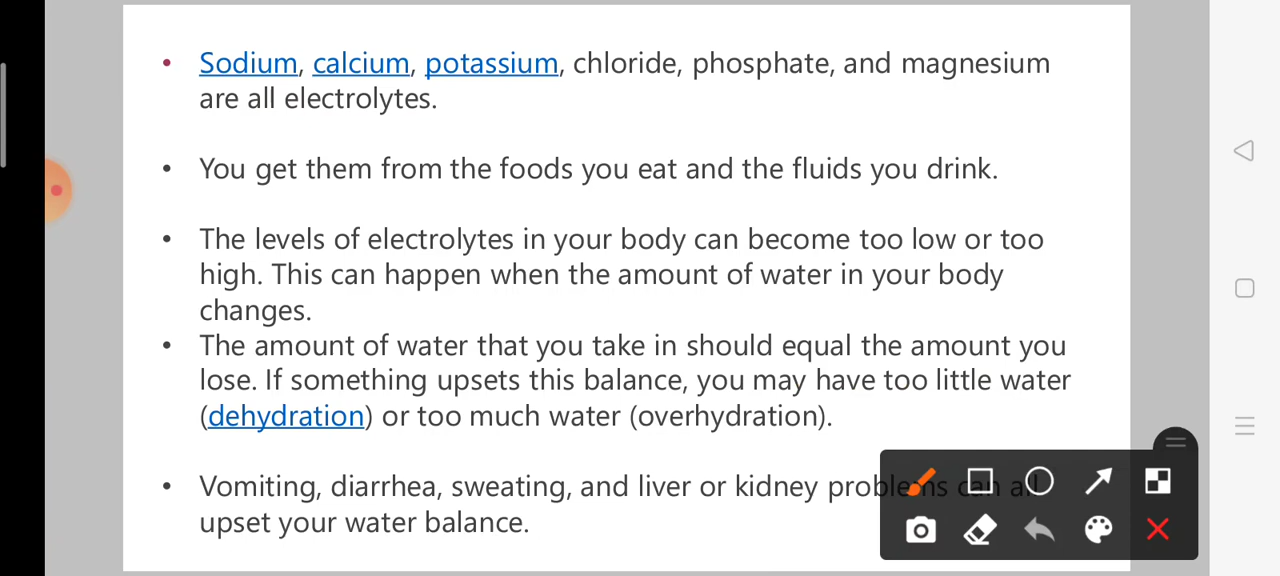 • Sodium, calcium, potassium, chloride, phosphate, and magnesium
are all electrolytes.
• You get them from the foods you eat and the fluids you drink.
• The levels of electrolytes in your body can become too low or too
high. This can happen when the amount of water in your body
changes.
• The amount of water that you take in should equal the amount you
lose. If something upsets this balance, you may have too little water
(dehydration) or too much water (overhydration).
• Vomiting, diarrhea, sweating, and liver or kidney problems can all
upset your water balance.